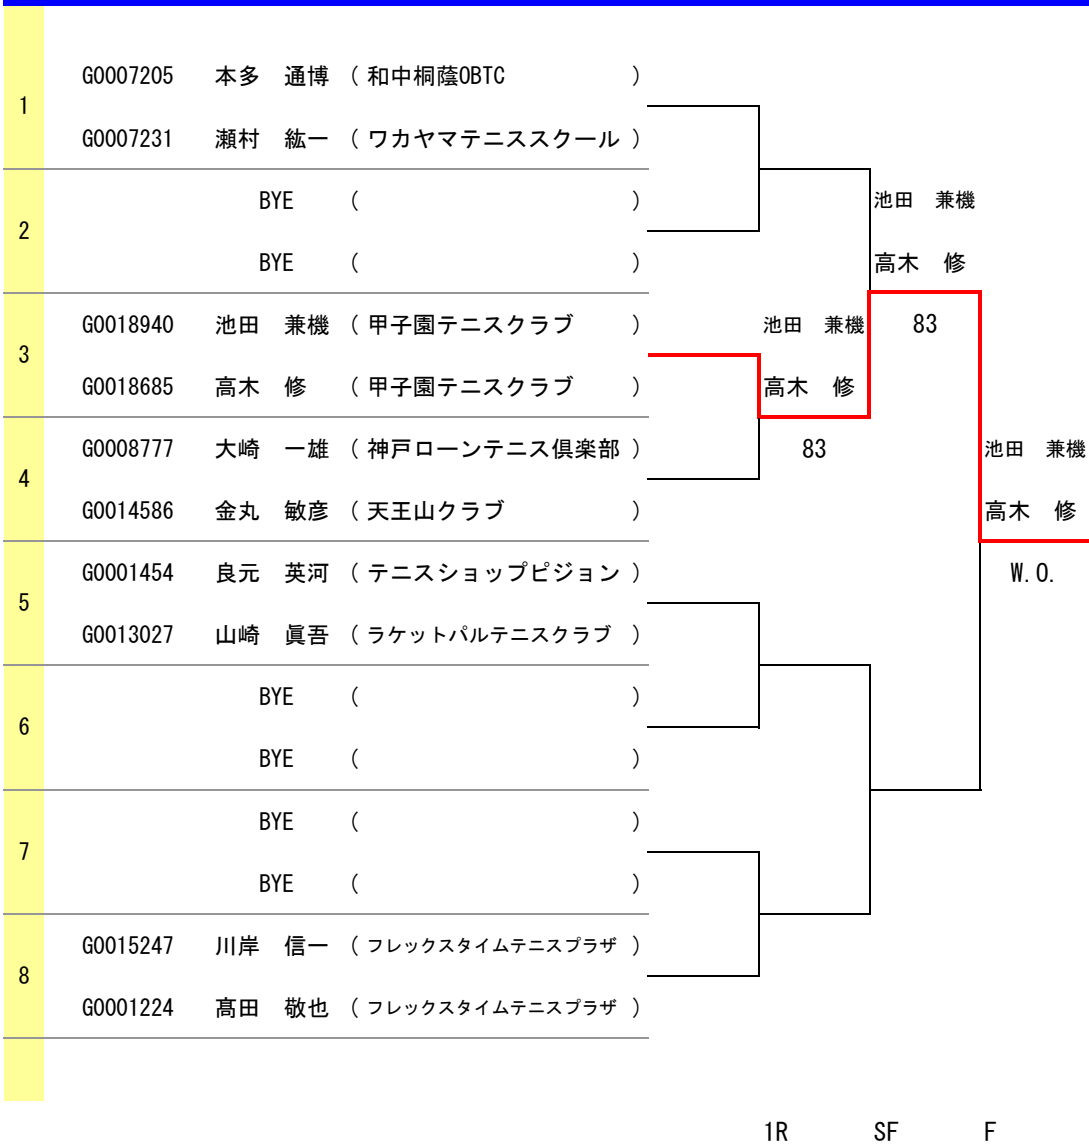 G0007205 本多　通博 ( 和中桐蔭OBTC )
1
G0007231 瀬村　紘一 ( ワカヤマテニススクール )
BYE ( ) 池田　兼機
2
BYE ( ) 高木　修
G0018940 池田　兼機 ( 甲子園テニスクラブ ) 池田　兼機 83
3
G0018685 高木　修 ( 甲子園テニスクラブ ) 高木　修
G0008777 大崎　一雄 ( 神戸ローンテニス倶楽部 ) 83 池田　兼機
4
G0014586 金丸　敏彦 ( 天王山クラブ ) 高木　修
G0001454 良元　英河 ( テニスショップピジョン ) W.O.
5
G0013027 山崎　眞吾 ( ラケットパルテニスクラブ )
BYE ( )
6
BYE ( )
BYE ( )
7
BYE ( )
G0015247 川岸　信一 ( フレックスタイムテニスプラザ )
8
G0001224 髙田　敬也 ( フレックスタイムテニスプラザ )
1R SF F